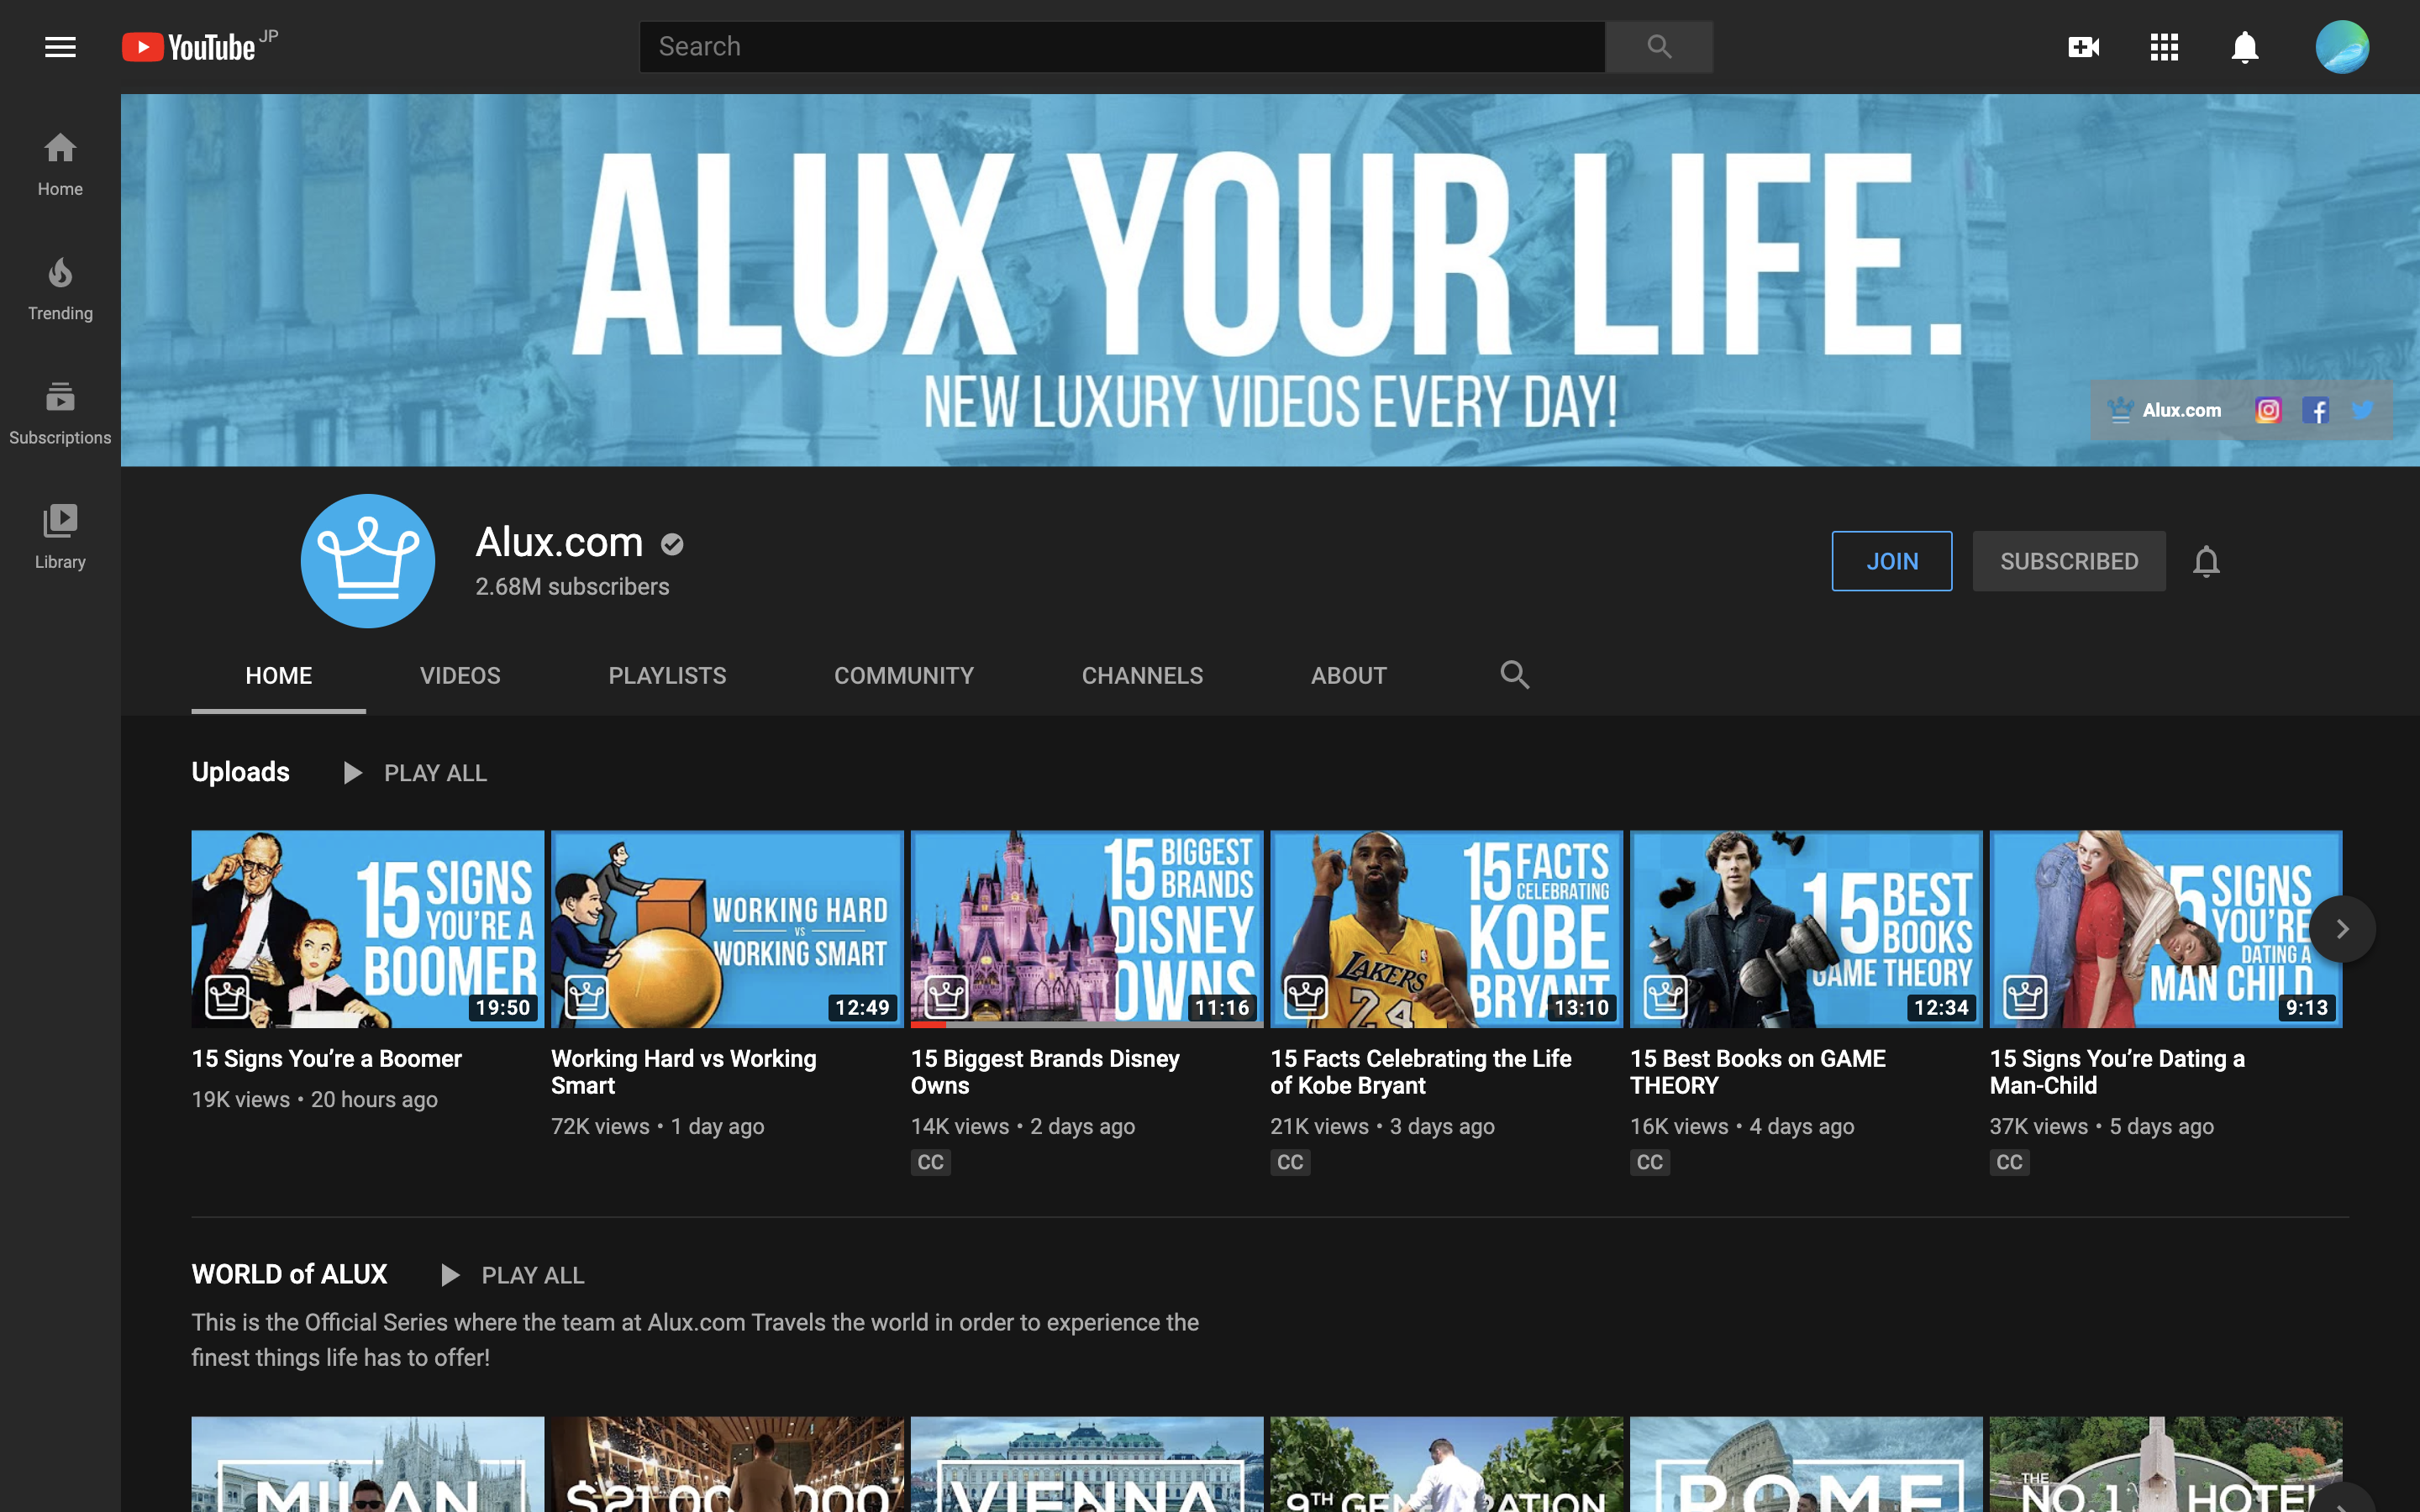 YouTube JP
Search
Home
Trending
Subscriptions
Library
ALUX YOUR LIFE.
NEW LUXURY VIDEOS EVERY DAY!
Alux.com
Alux.com
2.68M subscribers
JOIN
SUBSCRIBED
HOME
VIDEOS
PLAYLISTS
COMMUNITY
CHANNELS
ABOUT
Uploads
PLAY ALL
15 SIGNS
YOU'RE A
BOOMER
19:50
15 Signs You’re a Boomer
19K views • 20 hours ago
WORKING HARD
VS
WORKING SMART
12:49
Working Hard vs Working
Smart
72K views • 1 day ago
15 BIGGEST
BRANDS
DISNEY
OWNS
11:16
15 Biggest Brands Disney
Owns
14K views • 2 days ago
CC
15 FACTS
CELEBRATING
KOBE
BRYANT
LAKERS
24
13:10
15 Facts Celebrating the Life
of Kobe Bryant
21K views • 3 days ago
CC
15 BEST
BOOKS
GAME THEORY
12:34
15 Best Books on GAME
THEORY
16K views • 4 days ago
CC
15 SIGNS
YOU'RE
DATING A
MAN CHILD
9:13
15 Signs You’re Dating a
Man-Child
37K views • 5 days ago
CC
WORLD of ALUX
PLAY ALL
This is the Official Series where the team at Alux.com Travels the world in order to experience the
finest things life has to offer!
MILAN
VIENNA
9TH GENERATION
ROME
THE
NO.1 HOTEL